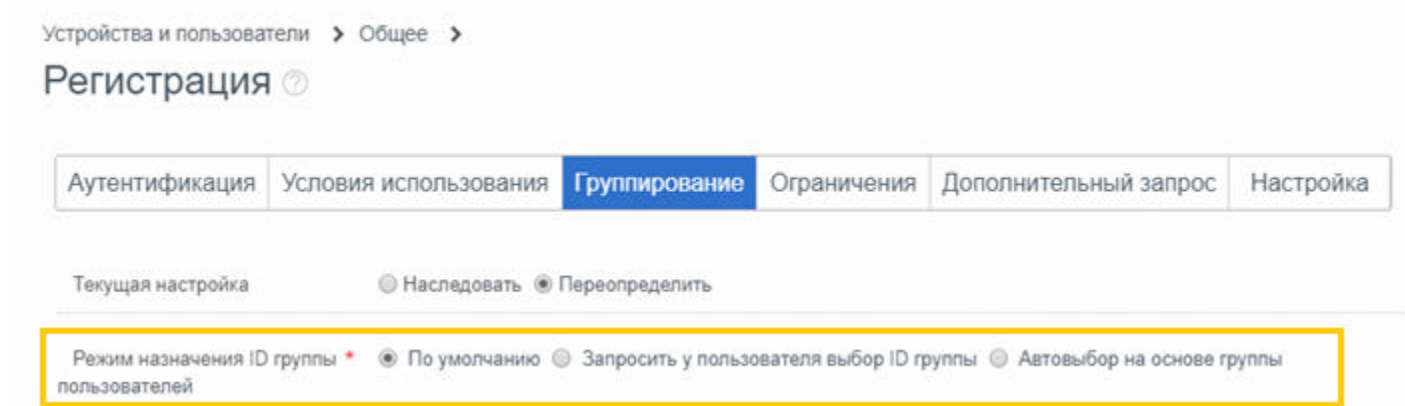 Устройства и пользователи > Общее >
Регистрация ?
Аутентификация Условия использования Группирование Ограничения Дополнительный запрос Настройка
Текущая настройка Наследовать Переопределить
Режим назначения ID группы * По умолчанию Запросить у пользователя выбор ID группы Автовыбор на основе группы
пользователей